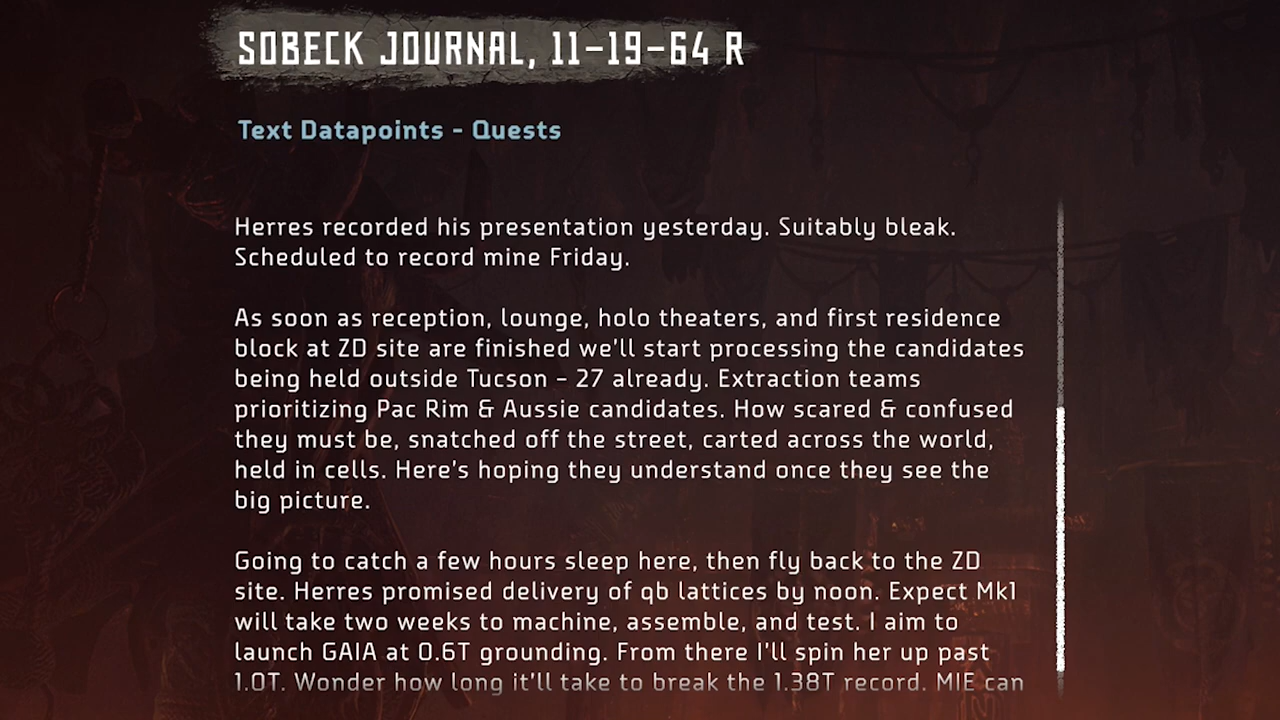 SOBECK JOURNAL, 11-19-64 R
Text Datapoints - Quests
Herres recorded his presentation yesterday. Suitably bleak.
Scheduled to record mine Friday.
As soon as reception, lounge, holo theaters, and first residence
block at ZD site are finished we'll start processing the candidates
being held outside Tucson - 27 already. Extraction teams
prioritizing Pac Rim & Aussie candidates. How scared & confused
they must be, snatched off the street, carted across the world,
held in cells. Here's hoping they understand once they see the
big picture.
Going to catch a few hours sleep here, then fly back to the ZD
site. Herres promised delivery of qb lattices by noon. Expect Mk1
will take two weeks to machine, assemble, and test. I aim to
launch GAIA at 0.6T grounding. From there I'll spin her up past
1.0T. Wonder how long it'll take to break the 1.38T record. MIE can